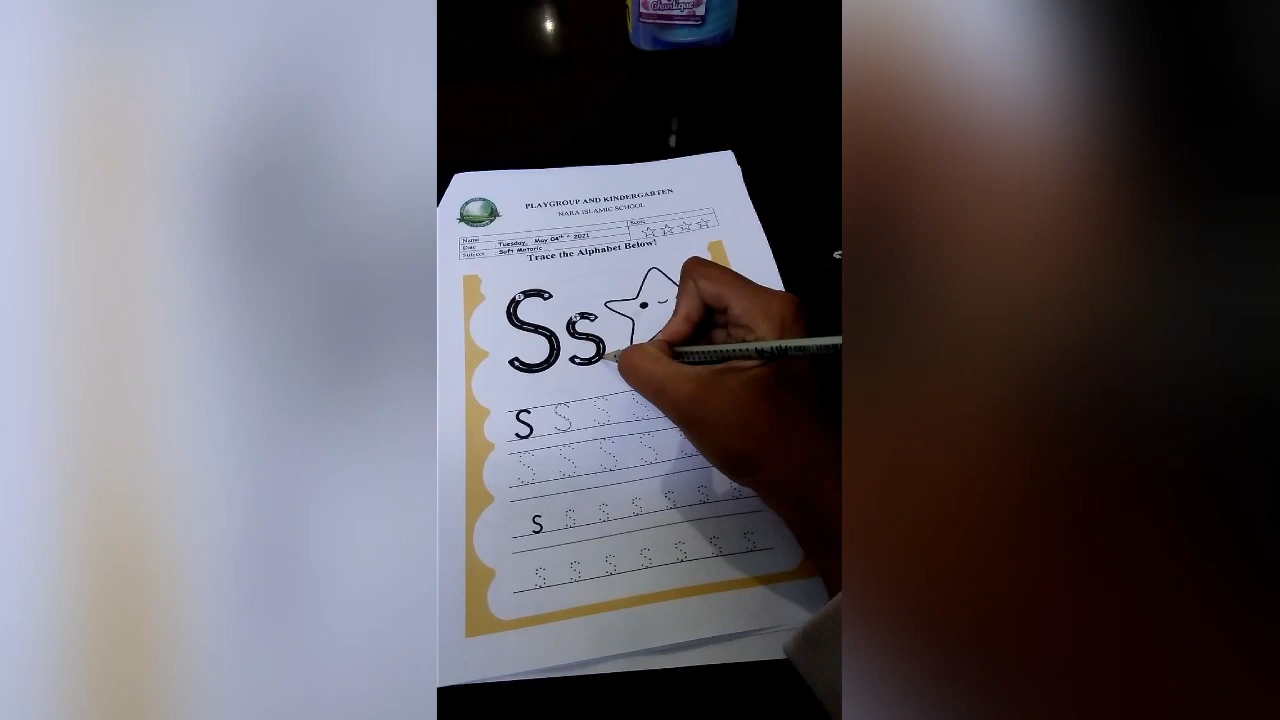 Chantique
PLAYGROUP AND KINDERGARTEN
NARA ISLAMIC SCHOOL
Name
Score
Date Tuesday, May 04th, 2021
Subject Soft Motoric
Trace the Alphabet Below!
S s
S S S S
S S S S S
s s s s s s s
s s s s s s s